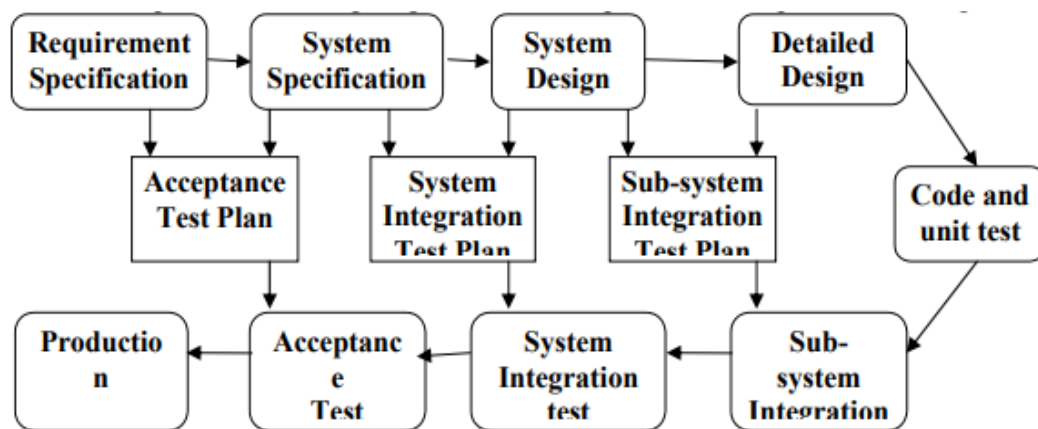 Requirement
Specification
System
Specification
System
Design
Detailed
Design
Acceptance
Test Plan
System
Integration
Test Plan
Sub-system
Integration
Test Plan
Code and
unit test
Productio
n
Acceptanc
e
Test
System
Integration
test
Sub-
system
Integration